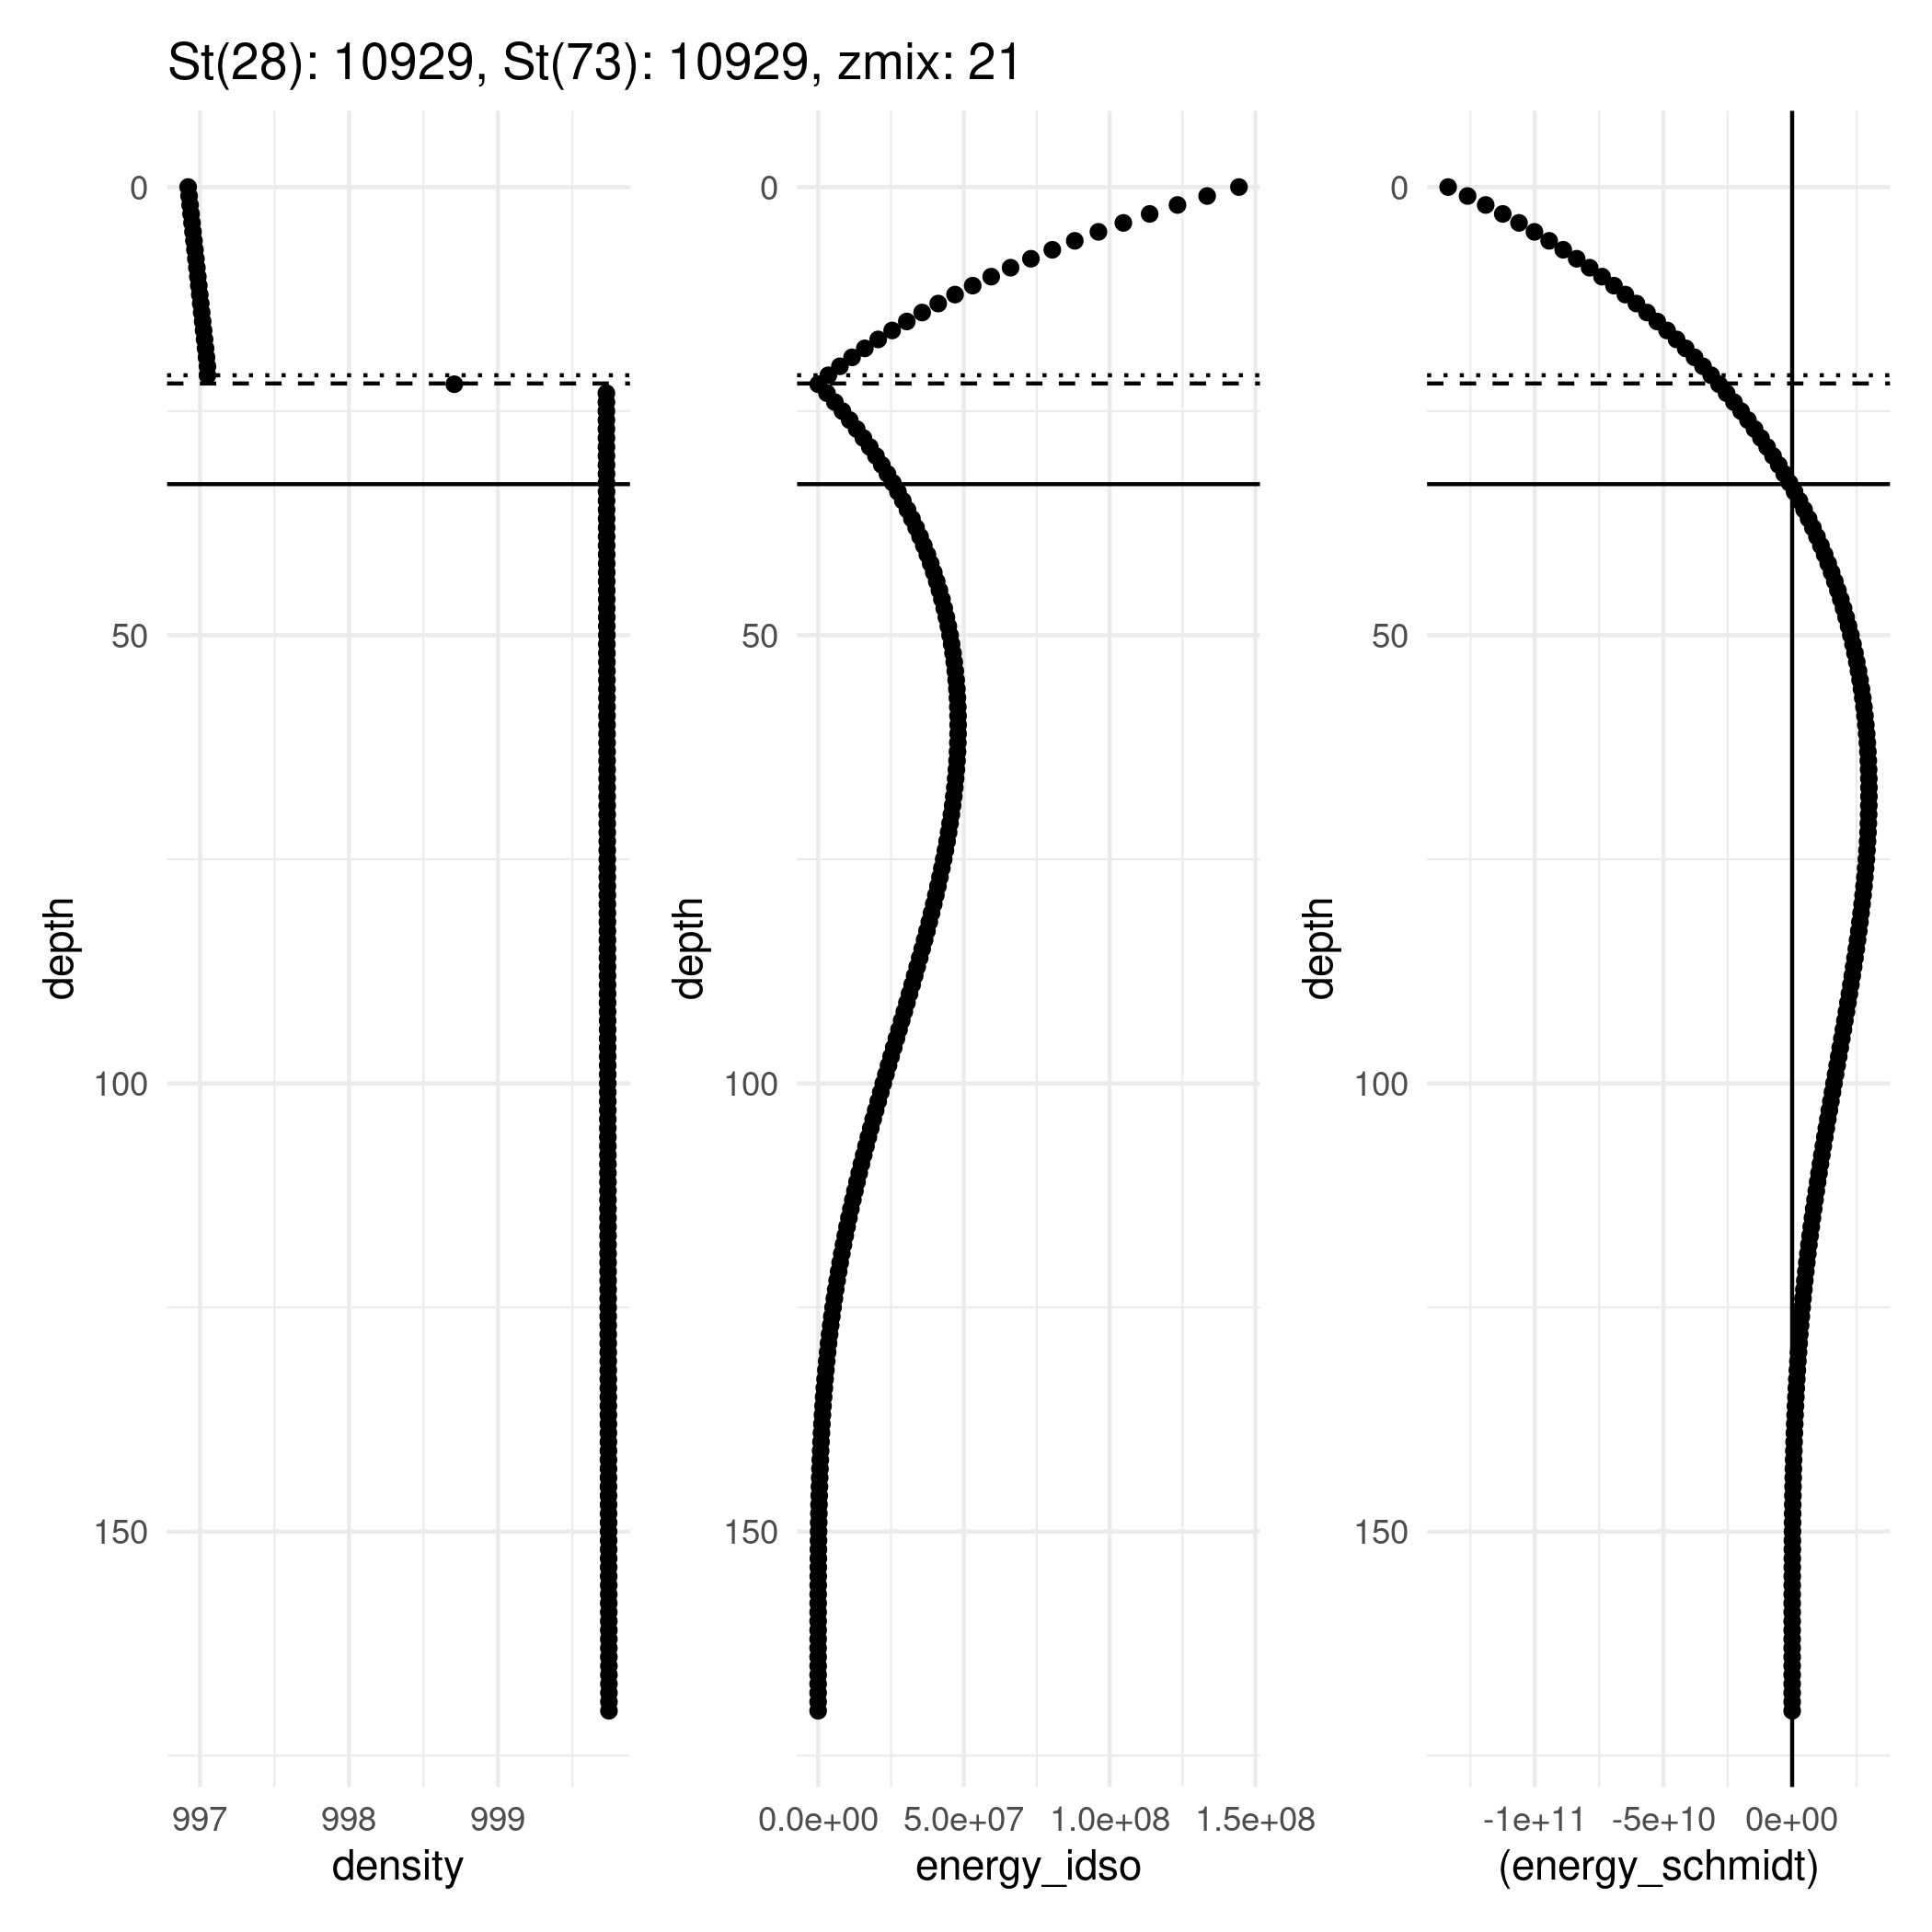 St(28): 10929, St(73): 10929, zmix: 21
0
50
100
150
depth
997 998 999
density
0
50
100
150
depth
0.0e+00 5.0e+07 1.0e+08 1.5e+08
energy_idso
0
50
100
150
depth
-1e+11 -5e+10 0e+00
(energy_schmidt)